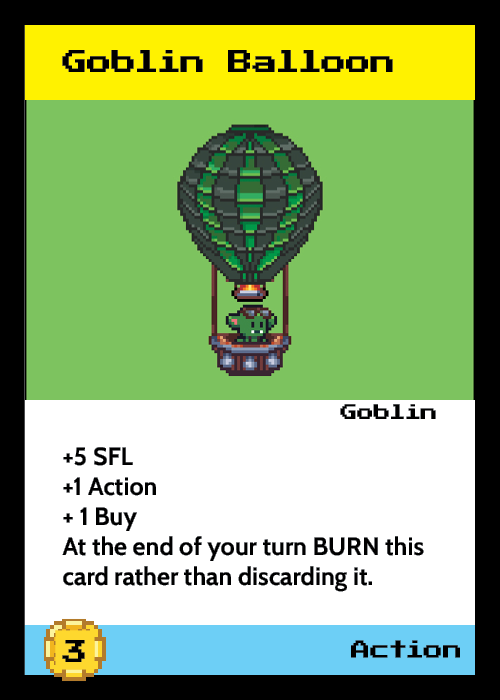 Goblin Balloon
Goblin
+5 SFL
+1 Action
+ 1 Buy
At the end of your turn BURN this
card rather than discarding it.
3
Action